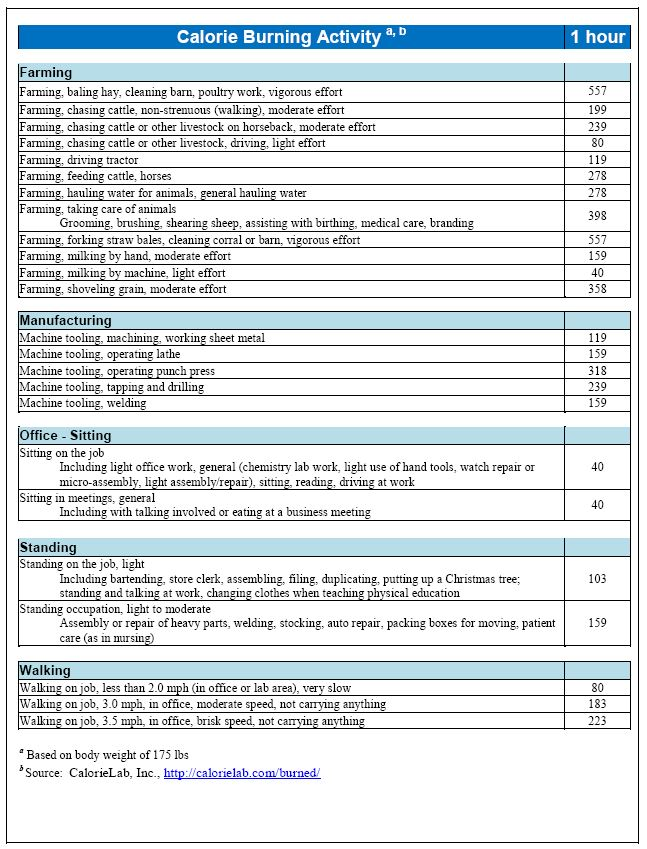 Calorie Burning Activity a, b 1 hour
Farming
Farming, baling hay, cleaning barn, poultry work, vigorous effort 557
Farming, chasing cattle, non-strenuous (walking), moderate effort 199
Farming, chasing cattle or other livestock on horseback, moderate effort 239
Farming, chasing cattle or other livestock, driving, light effort 80
Farming, driving tractor 119
Farming, feeding cattle, horses 278
Farming, hauling water for animals, general hauling water 278
Farming, taking care of animals
Grooming, brushing, shearing sheep, assisting with birthing, medical care, branding 398
Farming, forking straw bales, cleaning corral or barn, vigorous effort 557
Farming, milking by hand, moderate effort 159
Farming, milking by machine, light effort 40
Farming, shoveling grain, moderate effort 358
Manufacturing
Machine tooling, machining, working sheet metal 119
Machine tooling, operating lathe 159
Machine tooling, operating punch press 318
Machine tooling, tapping and drilling 239
Machine tooling, welding 159
Office - Sitting
Sitting on the job
Including light office work, general (chemistry lab work, light use of hand tools, watch repair or 40
micro-assembly, light assembly/repair), sitting, reading, driving at work
Sitting in meetings, general
Including with talking involved or eating at a business meeting 40
Standing
Standing on the job, light
Including bartending, store clerk, assembling, filing, duplicating, putting up a Christmas tree; 103
standing and talking at work, changing clothes when teaching physical education
Standing occupation, light to moderate
Assembly or repair of heavy parts, welding, stocking, auto repair, packing boxes for moving, patient 159
care (as in nursing)
Walking
Walking on job, less than 2.0 mph (in office or lab area), very slow 80
Walking on job, 3.0 mph, in office, moderate speed, not carrying anything 183
Walking on job, 3.5 mph, in office, brisk speed, not carrying anything 223
a Based on body weight of 175 lbs
b Source: CalorieLab, Inc., http://calorielab.com/burned/